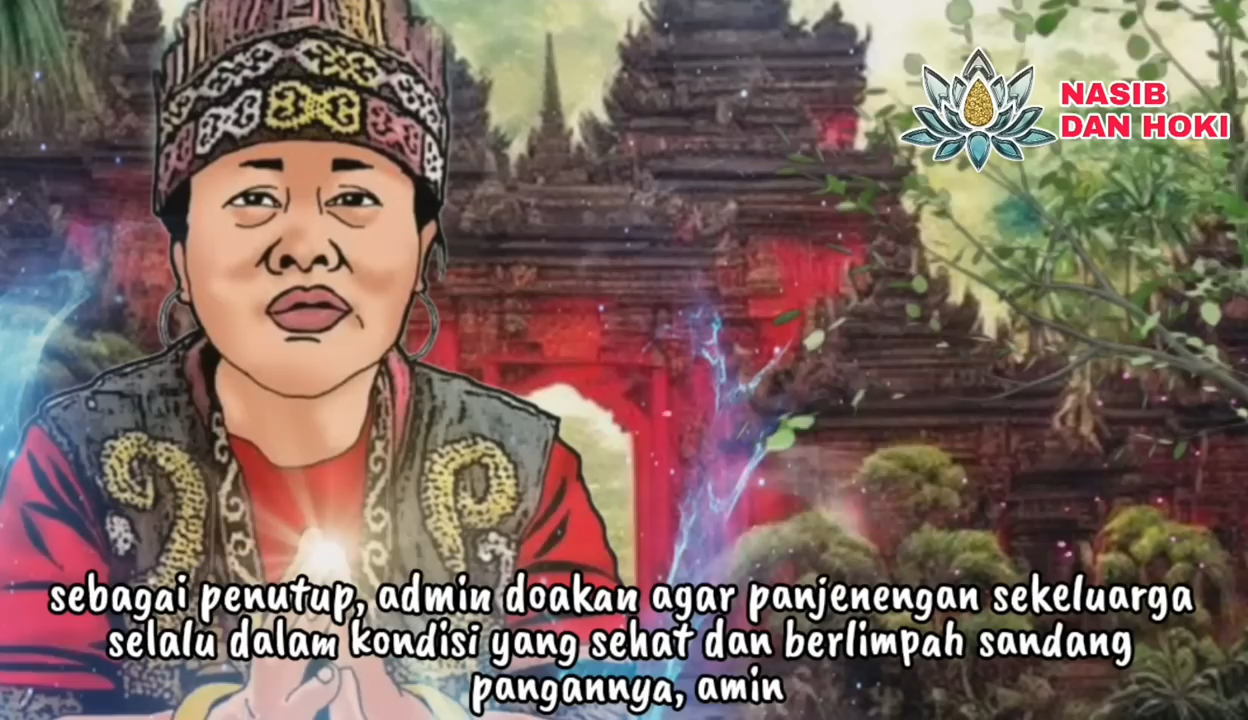 NASIB
DAN HOKI
sebagai penutup, admin doakan agar panjenengan sekeluarga
selalu dalam kondisi yang sehat dan berlimpah sandang
pangannya, amin